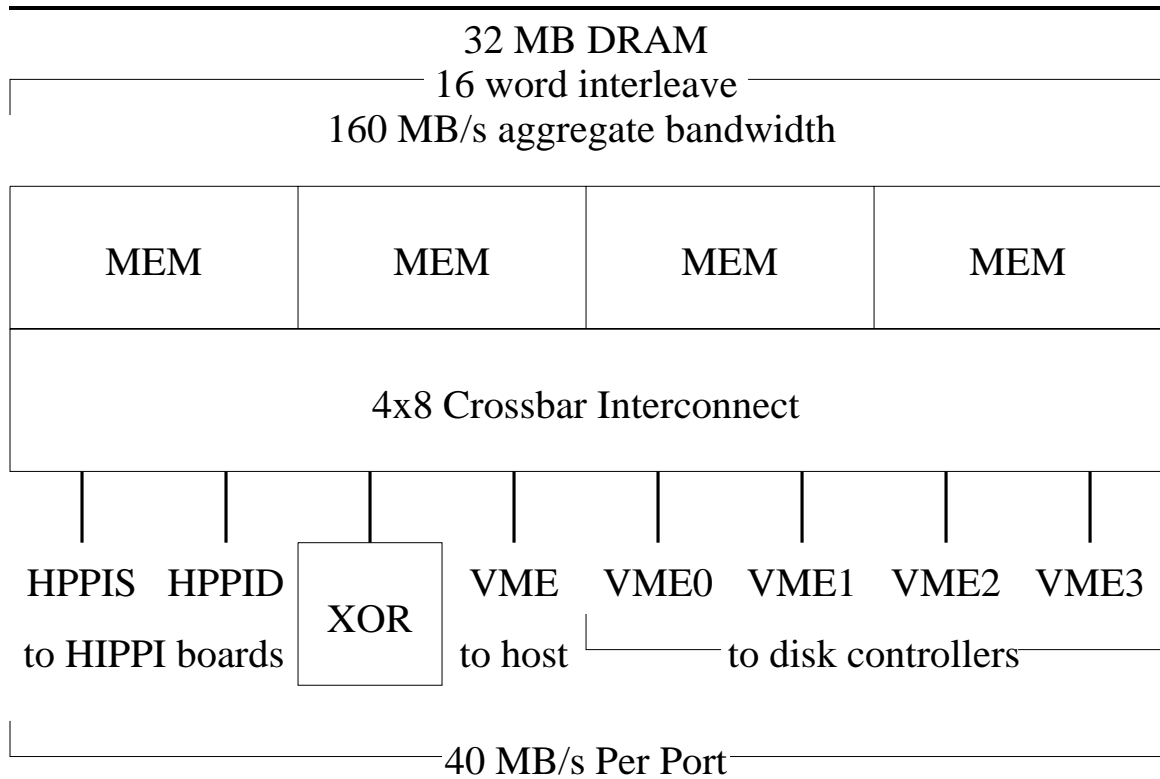 32 MB DRAM
16 word interleave
160 MB/s aggregate bandwidth
MEM MEM MEM MEM
4x8 Crossbar Interconnect
HPPIS HPPID XOR VME VME0 VME1 VME2 VME3
to HIPPI boards to host to disk controllers
40 MB/s Per Port